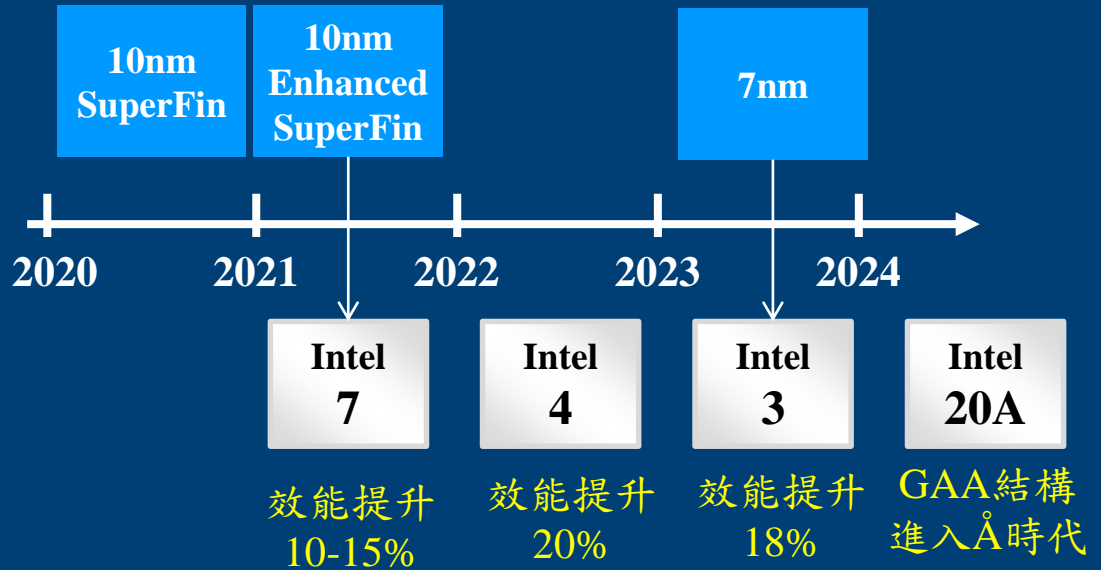 10nm
SuperFin
10nm
Enhanced
SuperFin
7nm
2020
2021
2022
2023
2024
Intel
7
Intel
4
Intel
3
Intel
20A
效能提升
10-15%
效能提升
20%
效能提升
18%
GAA結構
進入Å時代